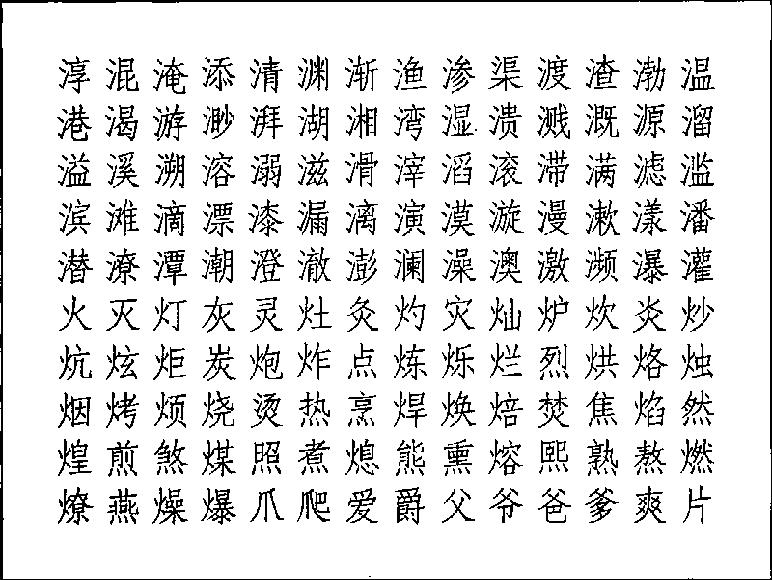 淳混淹添清渊渐渔渗渠渡渣渤温
港渴游渺湃湖湘湾湿溃溅溉源溜
溢溪溯溶溺滋滑滓滔滚滞满滤滥
滨滩滴漂漆漏漓演漠漩漫漱漾潘
潜潦潭潮澄澈澎澜澡澳激濒瀑灌
火灭灯灰灵灶灸灼灾灿炉炊炎炒
炕炫炬炭炮炸点炼烁烂烈烘烙烛
烟烤烦烧烫热烹焊焕焙焚焦焰然
煌煎煞煤照煮熄熊熏熔熙熟熬燃
燎燕燥爆爪爬爱爵父爷爸爹爽片